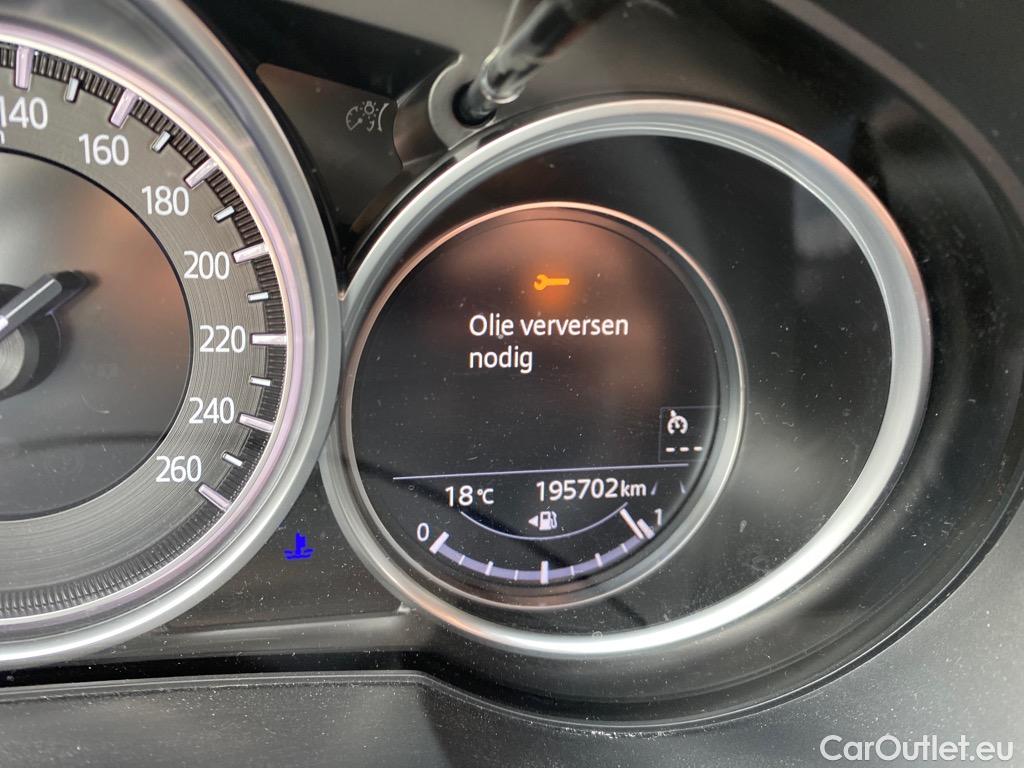 140
160
180
200
220
240
260
Olie verversen
nodig
---
18°C
195702km
0
1
CarOutlet.eu